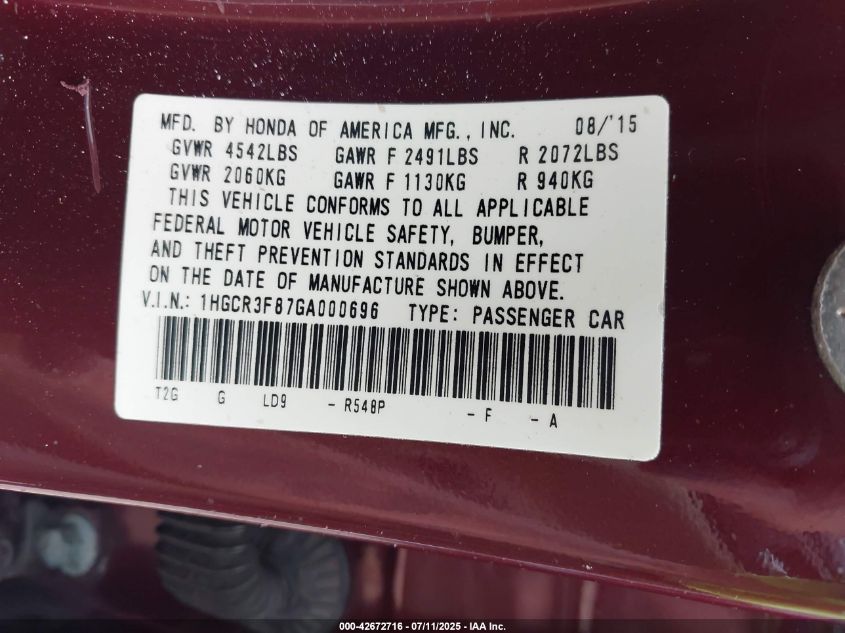 MFD. BY HONDA OF AMERICA MFG., INC. 08/'15
GVWR 4542LBS GAWR F 2491LBS R 2072LBS
GVWR 2060KG GAWR F 1130KG R 940KG
THIS VEHICLE CONFORMS TO ALL APPLICABLE
FEDERAL MOTOR VEHICLE SAFETY, BUMPER,
AND THEFT PREVENTION STANDARDS IN EFFECT
ON THE DATE OF MANUFACTURE SHOWN ABOVE.
V.I.N.: 1HGCR3F87GA000696 TYPE: PASSENGER CAR
T2G G LD9 - R548P - F - A
000-42672716 - 07/11/2025 - IAA Inc.